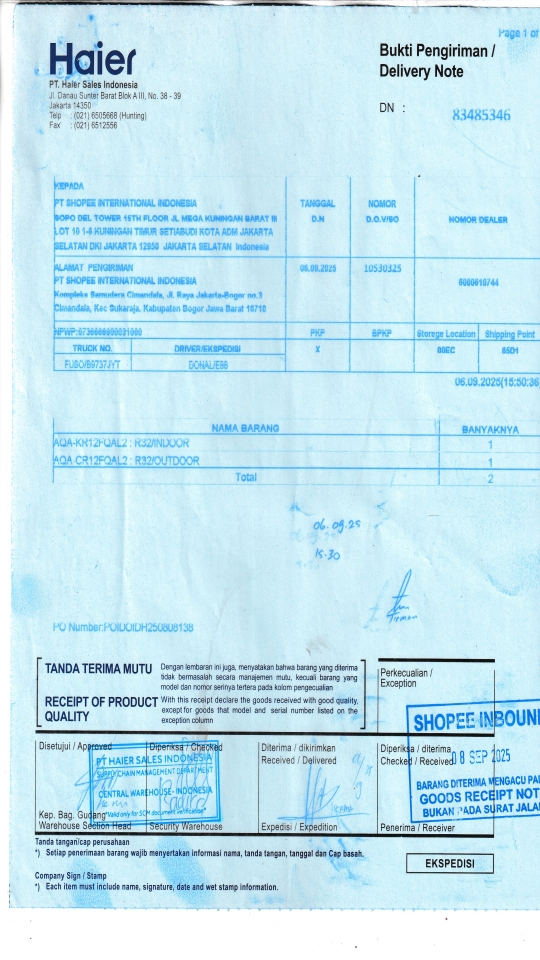 Page 1 of
Haier
Bukti Pengiriman /
Delivery Note
PT. Haier Sales Indonesia
Jl. Danau Sunter Barat Blok A III, No. 38 - 39
Jakarta 14350
Telp : (021) 6505668 (Hunting)
Fax : (021) 6512556
DN : 83485346
KEPADA
PT SHOPEE INTERNATIONAL INDONESIA
SOPO DEL TOWER 15TH FLOOR JL MEGA KUNINGAN BARAT III
LOT 10 1-6 KUNINGAN TIMUR SETIABUDI KOTA ADM JAKARTA
SELATAN DKI JAKARTA 12950 JAKARTA SELATAN Indonesia
TANGGAL
D.N
NOMOR
D.O.V/SO
NOMOR DEALER
ALAMAT PENGIRIMAN
PT SHOPEE INTERNATIONAL INDONESIA
Kompleks Samudera Cimandala, Jl. Raya Jakarta-Bogor no.3
Cimandala, Kec Sukaraja, Kabupaten Bogor Jawa Barat 16710
06.09.2025
10530325
PKP
BPKP
Storege Location
Shipping Point
TRUCK NO.
DRIVER/EKSPEDISI
X
FUSO/B9737JYT
DONAL/EBB
06.09.2025(15:50:36
NAMA BARANG
BANYAKNYA
AQA-KR12FQAL2 : R32/INDOOR
1
AQA-CR12FQAL2 : R32/OUTDOOR
1
Total
2
06.09.25
15.30
Firman
PO Number:POIDOIDH250808138
TANDA TERIMA MUTU
Dengan lembaran ini juga, menyatakan bahwa barang yang diterima
tidak bermasalah secara manajemen mutu, kecuali barang yang
model dan nomor serinya tertera pada kolom pengecualian
RECEIPT OF PRODUCT
QUALITY
With this receipt declare the goods received with good quality,
except for goods that model and serial number listed on the
exception column
Perkecualian /
Exception
Disetujui / Approved
Diperiksa / Checked
Diterima / dikirimkan
Received / Delivered
Diperiksa / diterima
Checked / Received
PT HAIER SALES INDONESIA
SUPPLY CHAIN MANAGEMENT DEPARTMENT
CENTRAL WAREHOUSE - INDONESIA
*Valid only for SCM document verification*
SHOPEE INBOUN
08 SEP 2025
BARANG DITERIMA MENGACU PA
GOODS RECEIPT NOT
BUKAN PADA SURAT JALA
Kep. Bag. Gudang
Warehouse Section Head
Security Warehouse
Expedisi / Expedition
Penerima / Receiver
Tanda tangan/cap perusahaan
*) Setiap penerimaan barang wajib menyertakan informasi nama, tanda tangan, tanggal dan Cap basah.
EKSPEDISI
Company Sign / Stamp
*) Each item must include name, signature, date and wet stamp information.